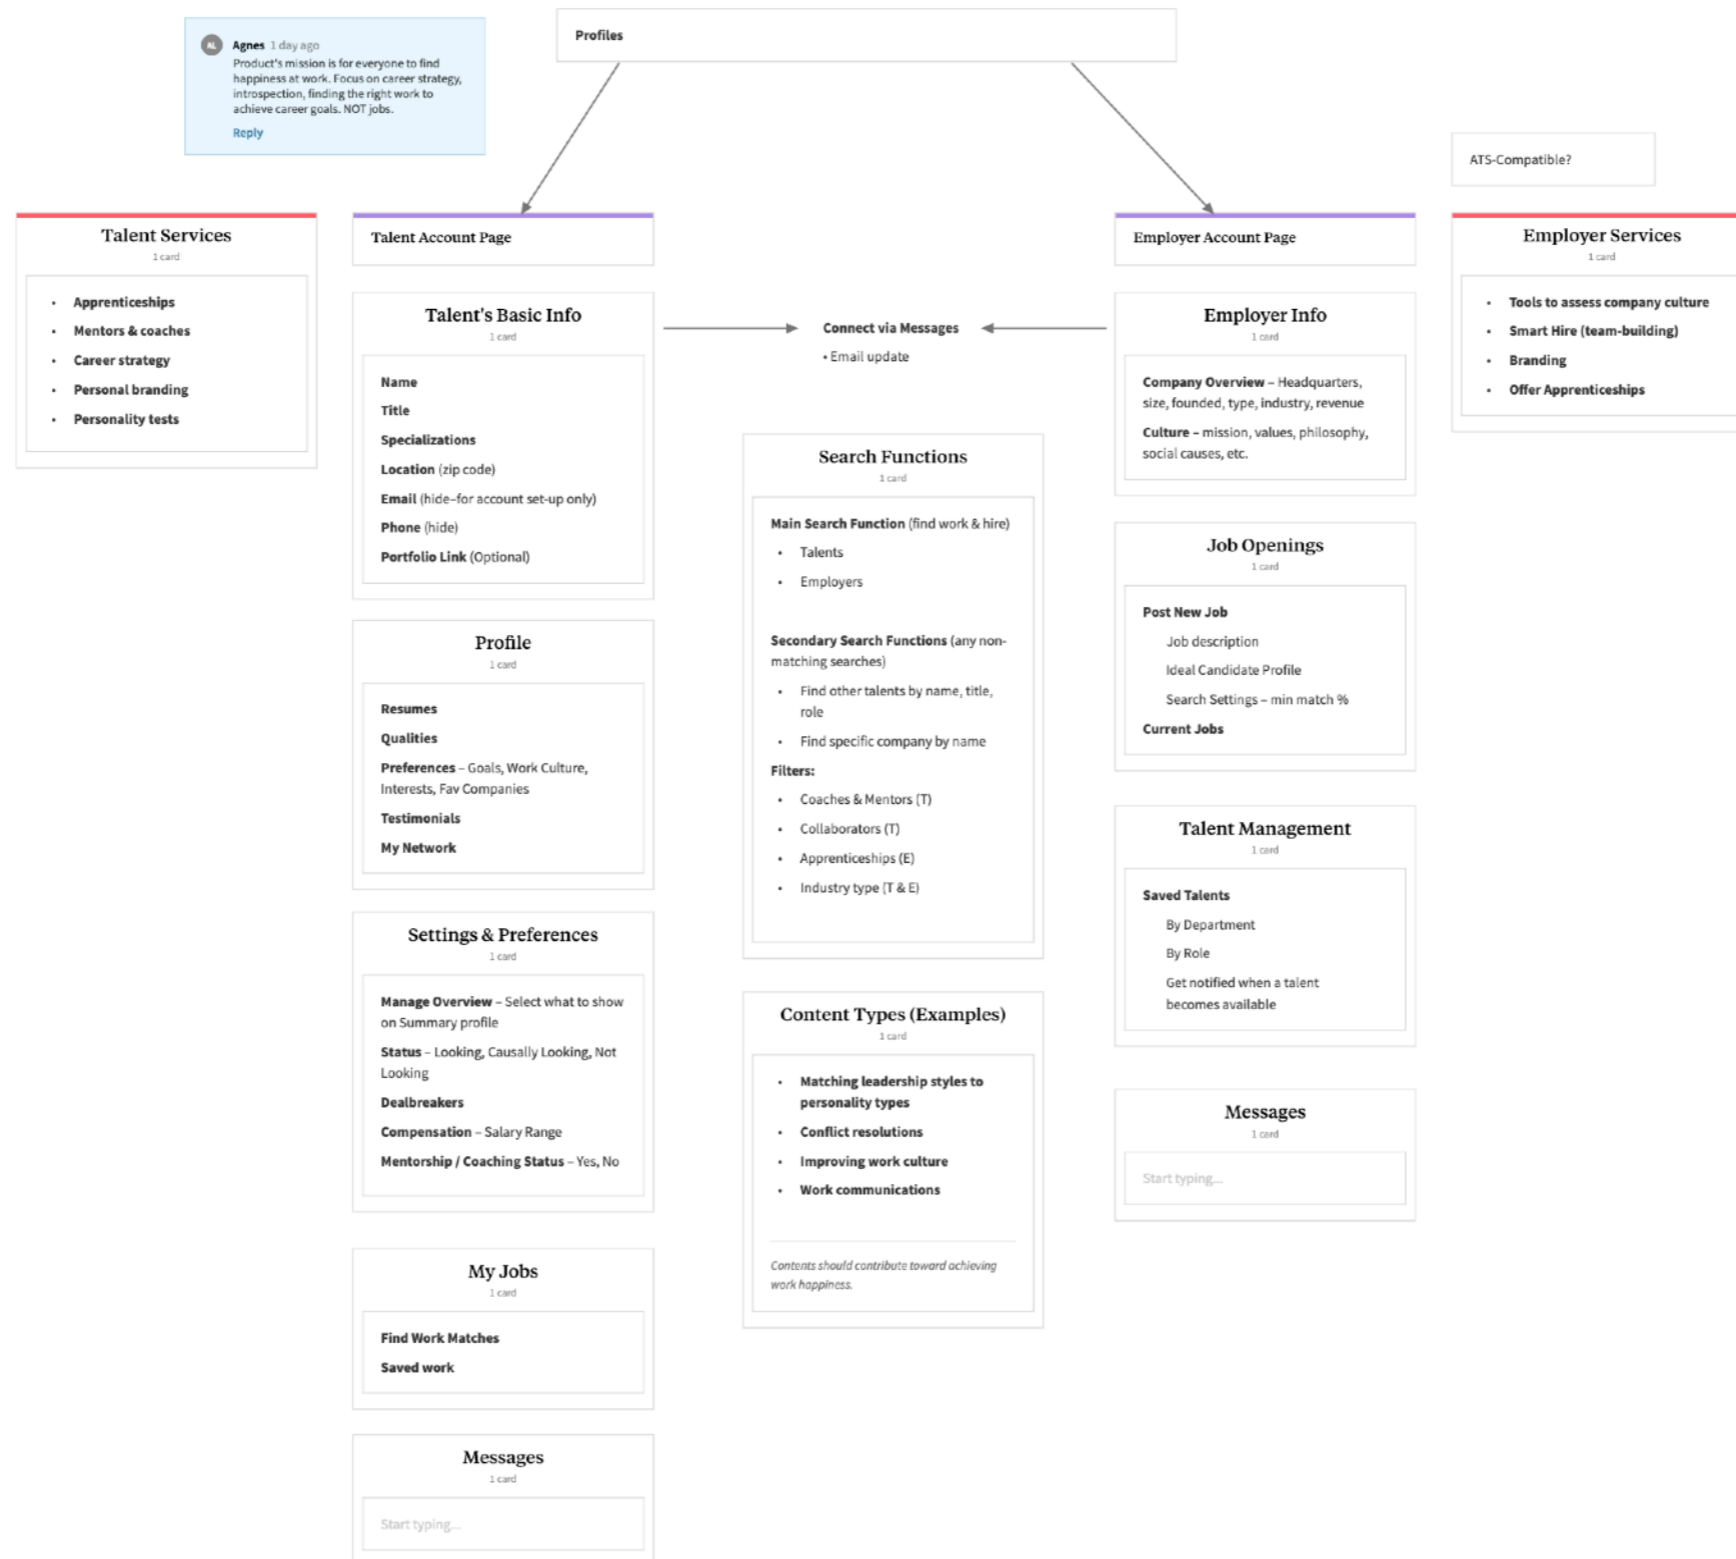 Profiles
AL
Agnes 1 day ago
Product's mission is for everyone to find
happiness at work. Focus on career strategy,
introspection, finding the right work to
achieve career goals. NOT jobs.
Reply
ATS-Compatible?
Talent Services
1 card
• Apprenticeships
• Mentors & coaches
• Career strategy
• Personal branding
• Personality tests
Talent Account Page
Talent's Basic Info
1 card
Name
Title
Specializations
Location (zip code)
Email (hide–for account set-up only)
Phone (hide)
Portfolio Link (Optional)
Profile
1 card
Resumes
Qualities
Preferences – Goals, Work Culture,
Interests, Fav Companies
Testimonials
My Network
Settings & Preferences
1 card
Manage Overview – Select what to show
on Summary profile
Status – Looking, Causally Looking, Not
Looking
Dealbreakers
Compensation – Salary Range
Mentorship / Coaching Status – Yes, No
My Jobs
1 card
Find Work Matches
Saved work
Messages
1 card
Start typing...
Connect via Messages
• Email update
Search Functions
1 card
Main Search Function (find work & hire)
• Talents
• Employers
Secondary Search Functions (any non-
matching searches)
• Find other talents by name, title,
role
• Find specific company by name
Filters:
• Coaches & Mentors (T)
• Collaborators (T)
• Apprenticeships (E)
• Industry type (T & E)
Content Types (Examples)
1 card
• Matching leadership styles to
personality types
• Conflict resolutions
• Improving work culture
• Work communications
Contents should contribute toward achieving
work happiness.
Employer Account Page
Employer Info
1 card
Company Overview – Headquarters,
size, founded, type, industry, revenue
Culture – mission, values, philosophy,
social causes, etc.
Job Openings
1 card
Post New Job
Job description
Ideal Candidate Profile
Search Settings – min match %
Current Jobs
Talent Management
1 card
Saved Talents
By Department
By Role
Get notified when a talent
becomes available
Messages
1 card
Start typing...
Employer Services
1 card
• Tools to assess company culture
• Smart Hire (team-building)
• Branding
• Offer Apprenticeships